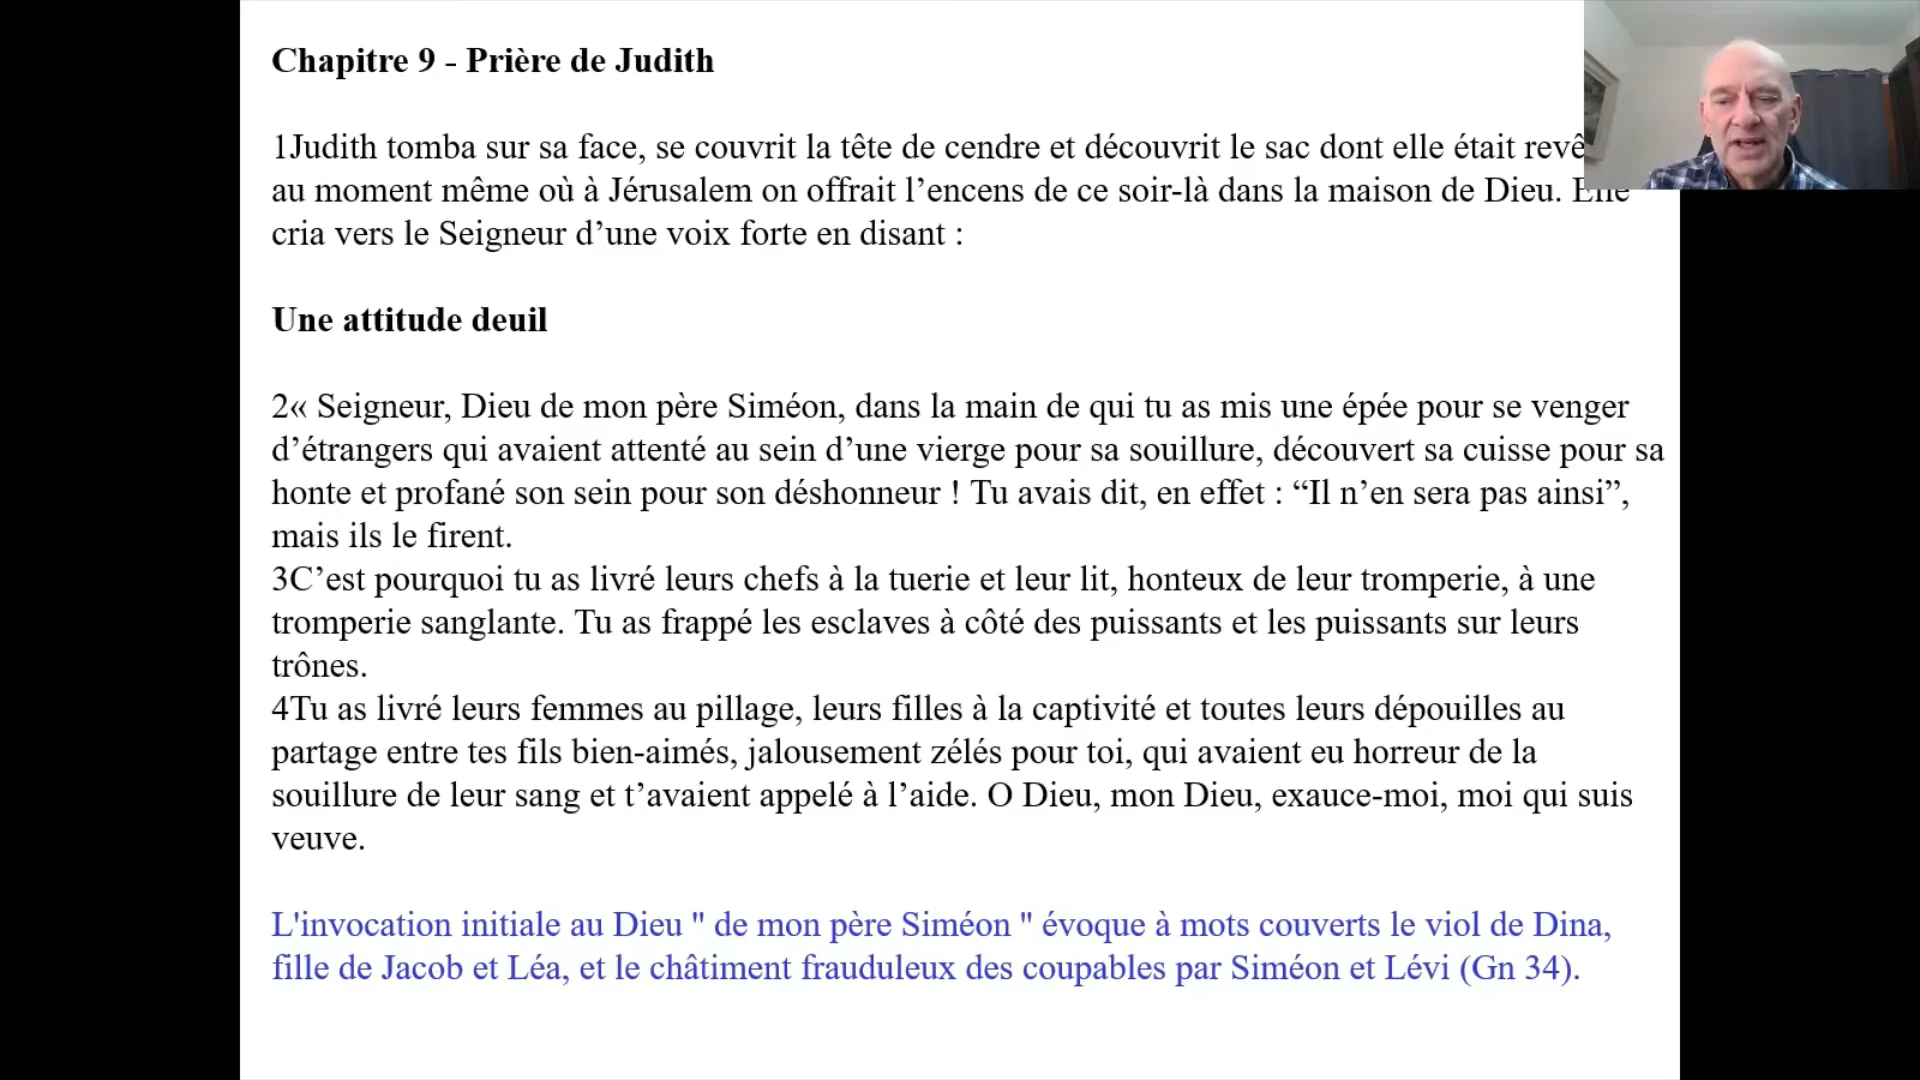 Chapitre 9 - Prière de Judith
1Judith tomba sur sa face, se couvrit la tête de cendre et découvrit le sac dont elle était
au moment même où à Jérusalem on offrait l’encens de ce soir-là dans la maison de Dieu. Elle
cria vers le Seigneur d’une voix forte en disant :
Une attitude deuil
2« Seigneur, Dieu de mon père Siméon, dans la main de qui tu as mis une épée pour se venger
d’étrangers qui avaient attenté au sein d’une vierge pour sa souillure, découvert sa cuisse pour sa
honte et profané son sein pour son déshonneur ! Tu avais dit, en effet : “Il n’en sera pas ainsi”,
mais ils le firent.
3C’est pourquoi tu as livré leurs chefs à la tuerie et leur lit, honteux de leur tromperie, à une
tromperie sanglante. Tu as frappé les esclaves à côté des puissants et les puissants sur leurs
trônes.
4Tu as livré leurs femmes au pillage, leurs filles à la captivité et toutes leurs dépouilles au
partage entre tes fils bien-aimés, jalousement zélés pour toi, qui avaient eu horreur de la
souillure de leur sang et t’avaient appelé à l’aide. O Dieu, mon Dieu, exauce-moi, moi qui suis
veuve.
L'invocation initiale au Dieu " de mon père Siméon " évoque à mots couverts le viol de Dina,
fille de Jacob et Léa, et le châtiment frauduleux des coupables par Siméon et Lévi (Gn 34).